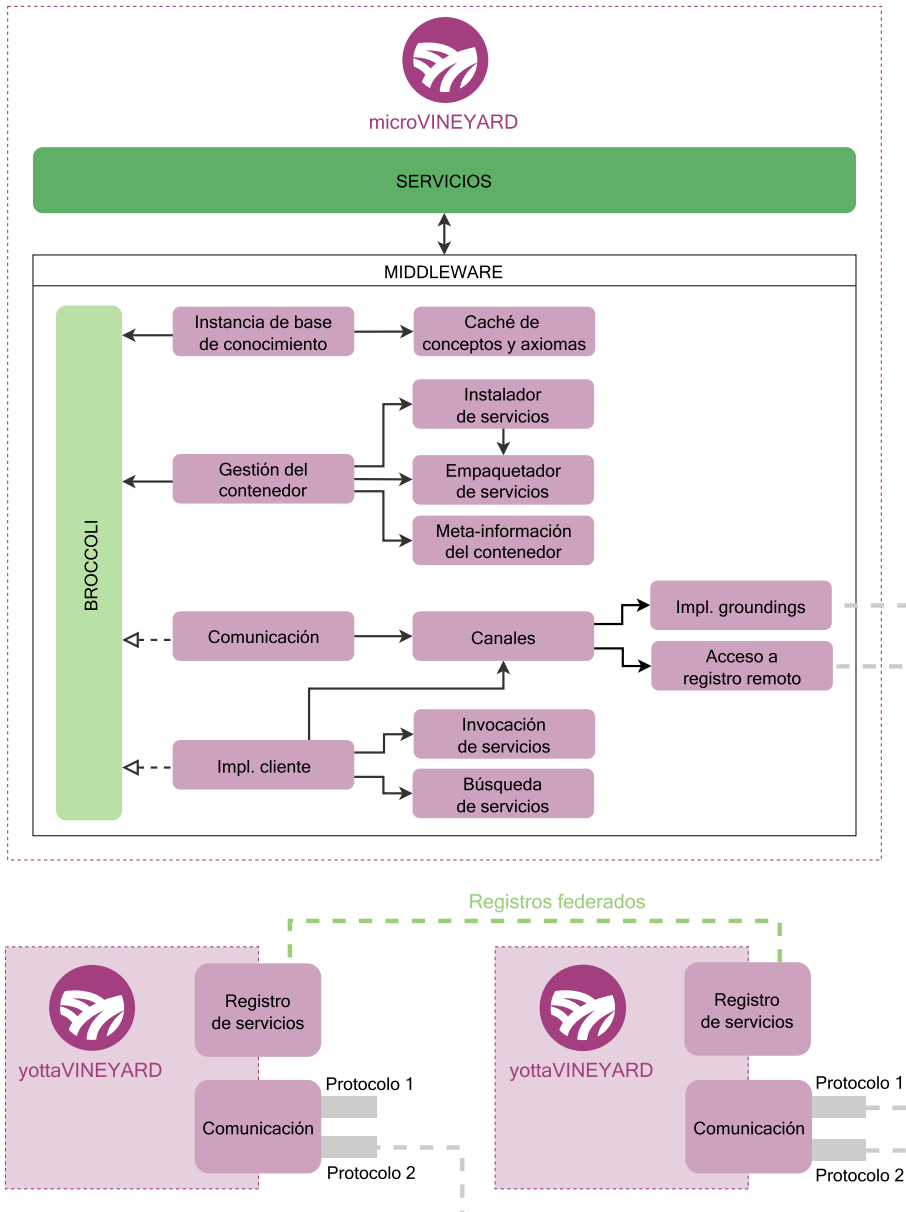 microVINEYARD
SERVICIOS
MIDDLEWARE
BROCCOLI
Instancia de base
de conocimiento
Caché de
conceptos y axiomas
Instalador
de servicios
Gestión del
contenedor
Empaquetador
de servicios
Meta-información
del contenedor
Comunicación
Canales
Impl. groundings
Acceso a
registro remoto
Impl. cliente
Invocación
de servicios
Búsqueda
de servicios
Registros federados
yottaVINEYARD
Registro
de servicios
Comunicación
Protocolo 1
Protocolo 2
yottaVINEYARD
Registro
de servicios
Comunicación
Protocolo 1
Protocolo 2